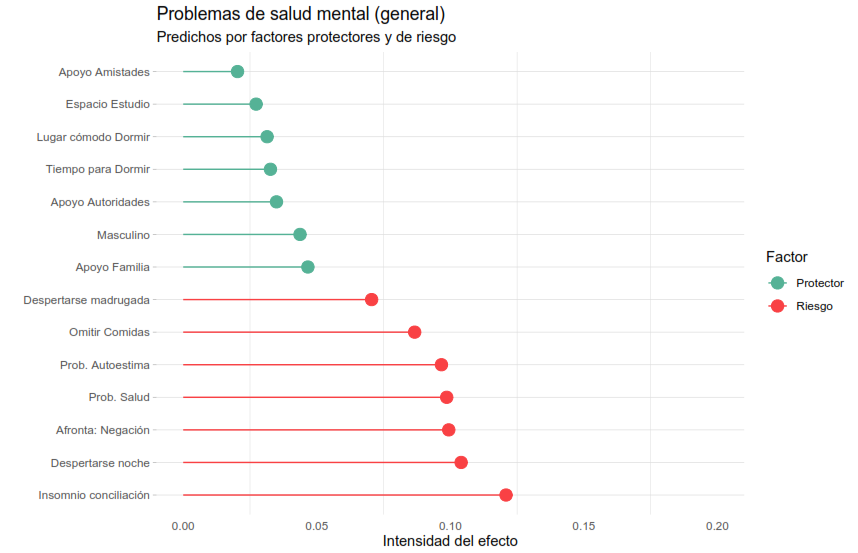 Problemas de salud mental (general)
Predichos por factores protectores y de riesgo
Apoyo Amistades
Espacio Estudio
Lugar cómodo Dormir
Tiempo para Dormir
Apoyo Autoridades
Masculino
Apoyo Familia
Despertarse madrugada
Omitir Comidas
Prob. Autoestima
Prob. Salud
Afronta: Negación
Despertarse noche
Insomnio conciliación
0.00 0.05 0.10 0.15 0.20
Intensidad del efecto
Factor
Protector
Riesgo